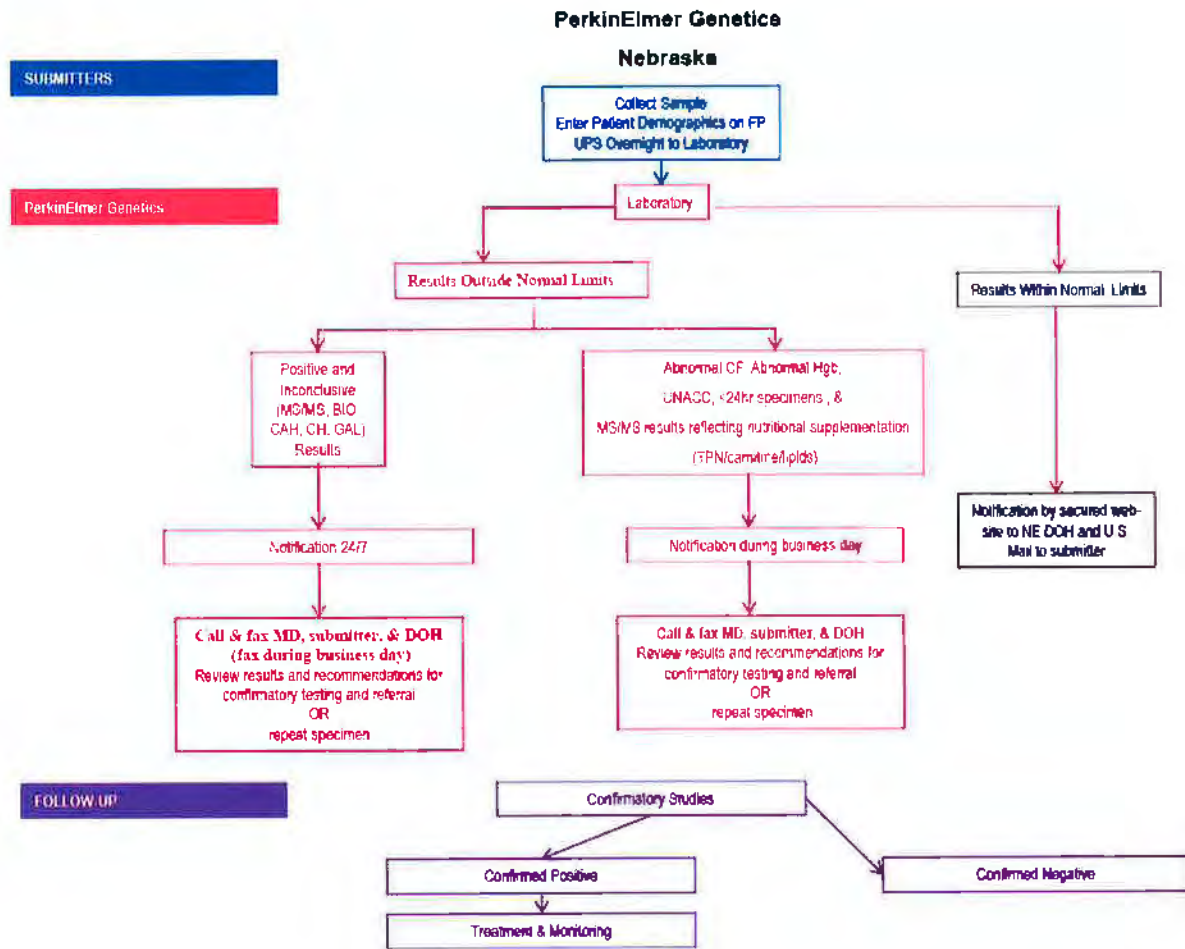 PerkinElmer Genetics
Nebraska
SUBMITTERS
Collect Sample
Enter Patient Demographics on FP
UPS Overnight to Laboratory
PerkinElmer Genetics
Laboratory
Results Outside Normal Limits
Results Within Normal Limits
Positive and
Inconclusive
(MS/MS, BIO
CAH, CH, GAL)
Results
Abnormal CF, Abnormal Hgb,
UNACC, <24hr specimens, &
MS/MS results reflecting nutritional supplementation
(TPN/carnitine/lipids)
Notification 24/7
Notification during business day
Notification by secured web-
site to NE DOH and U.S.
Mail to submitter
Call & fax MD, submitter, & DOH
(fax during business day)
Review results and recommendations for
confirmatory testing and referral
OR
repeat specimen
Call & fax MD, submitter, & DOH
Review results and recommendations for
confirmatory testing and referral
OR
repeat specimen
FOLLOW-UP
Confirmatory Studies
Confirmed Positive
Confirmed Negative
Treatment & Monitoring